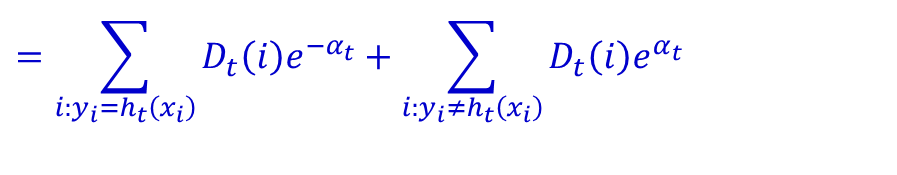 = ∑_{i:y_i=h_t(x_i)} D_t(i)e^{-α_t} + ∑_{i:y_i≠h_t(x_i)} D_t(i)e^{α_t}